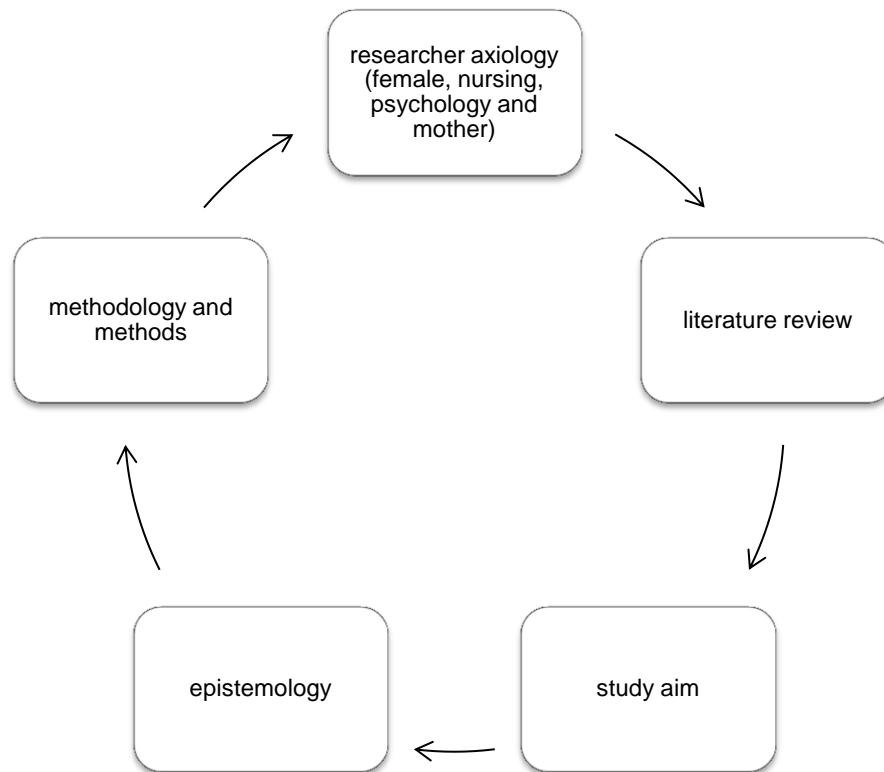 researcher axiology
(female, nursing,
psychology and
mother)
literature review
study aim
epistemology
methodology and
methods